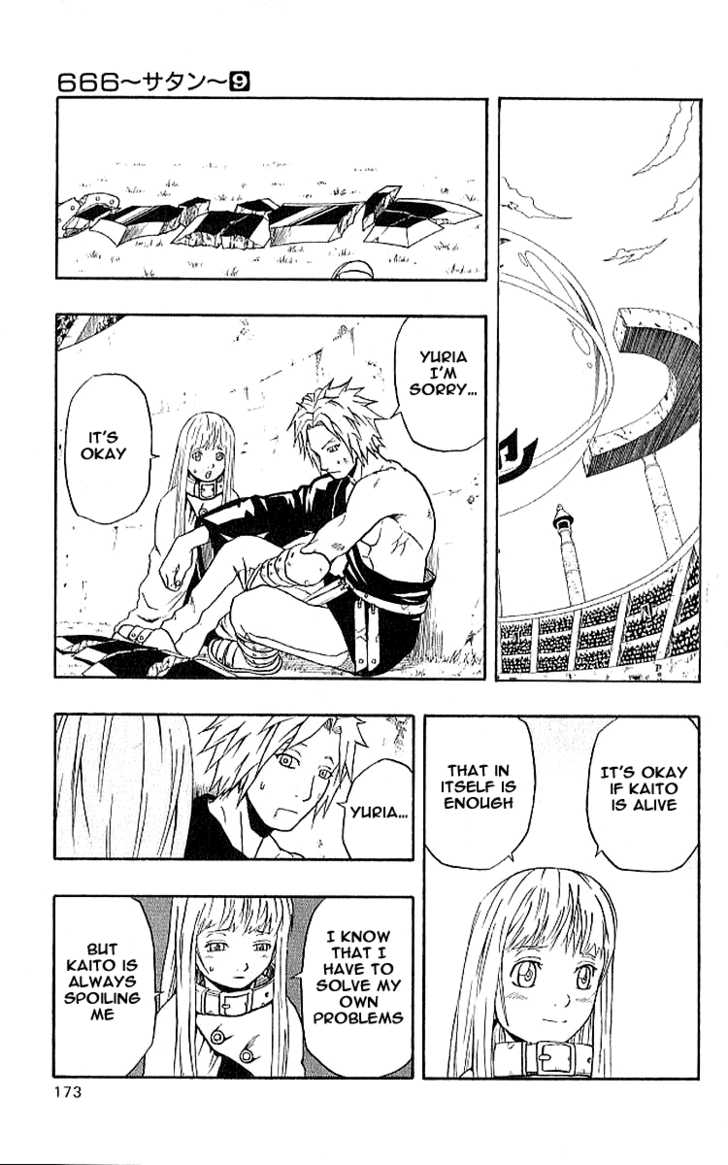 666～サタン～9
YURIA
I'M
SORRY...
IT'S
OKAY
IT'S OKAY
IF KAITO
IS ALIVE
THAT IN
ITSELF IS
ENOUGH
YURIA...
I KNOW
THAT I
HAVE TO
SOLVE MY
OWN
PROBLEMS
BUT
KAITO IS
ALWAYS
SPOILING
ME
173